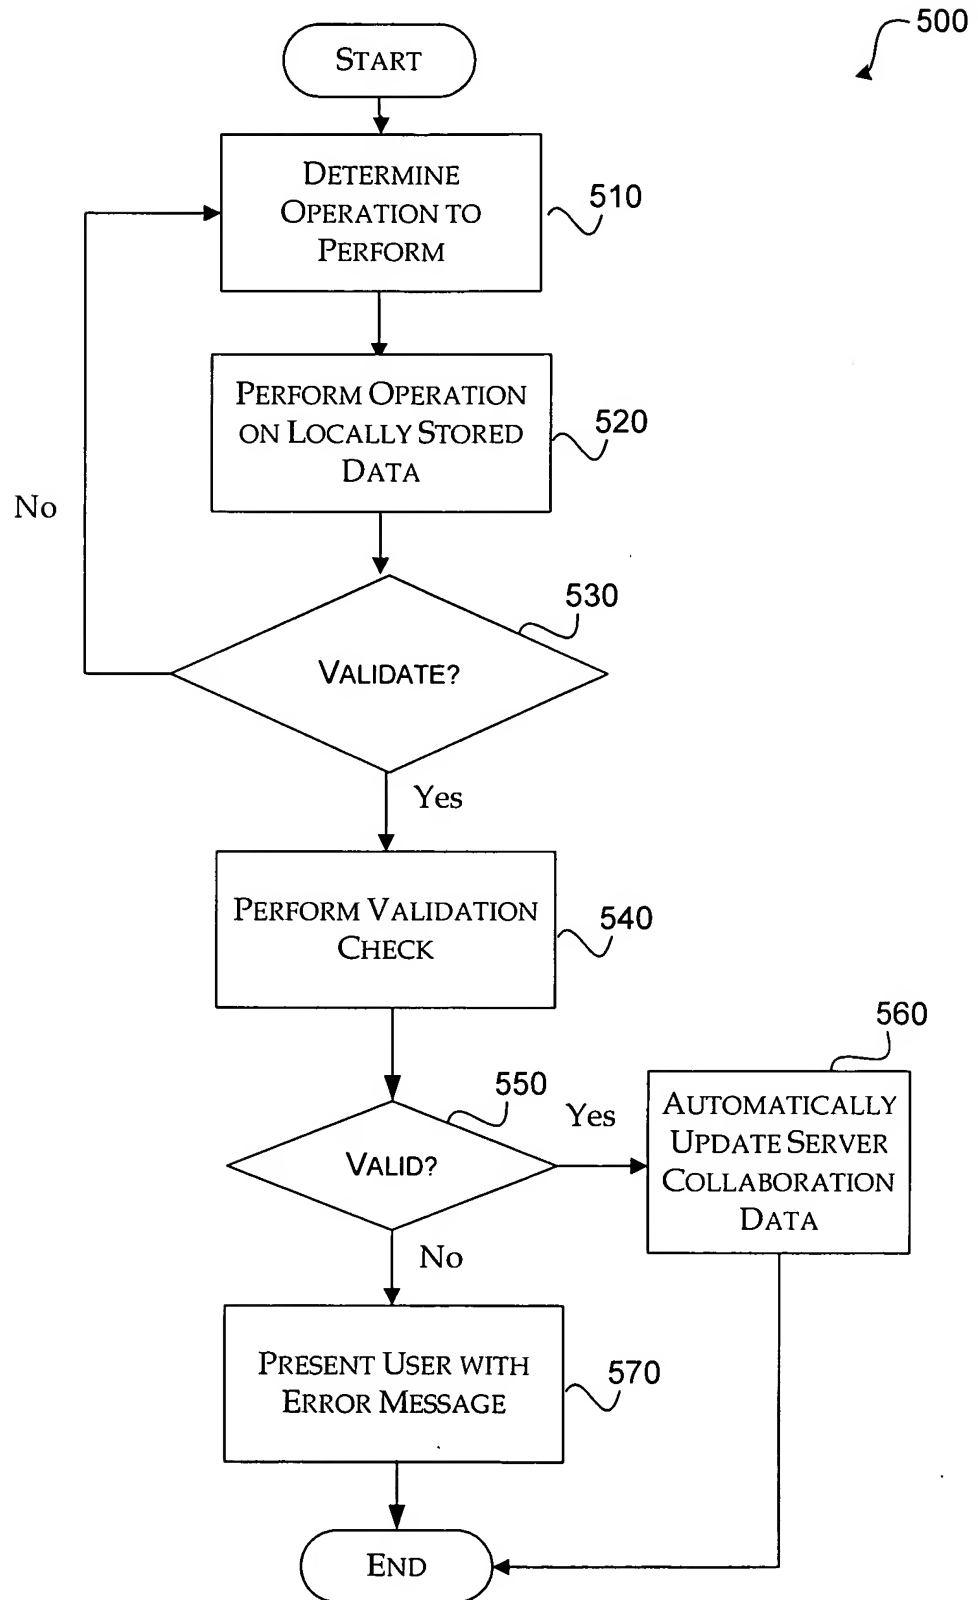 500
START
DETERMINE
OPERATION TO
PERFORM
510
PERFORM OPERATION
ON LOCALLY STORED
DATA
520
No
530
VALIDATE?
Yes
PERFORM VALIDATION
CHECK
540
560
550
Yes
AUTOMATICALLY
UPDATE SERVER
COLLABORATION
DATA
VALID?
No
PRESENT USER WITH
ERROR MESSAGE
570
END